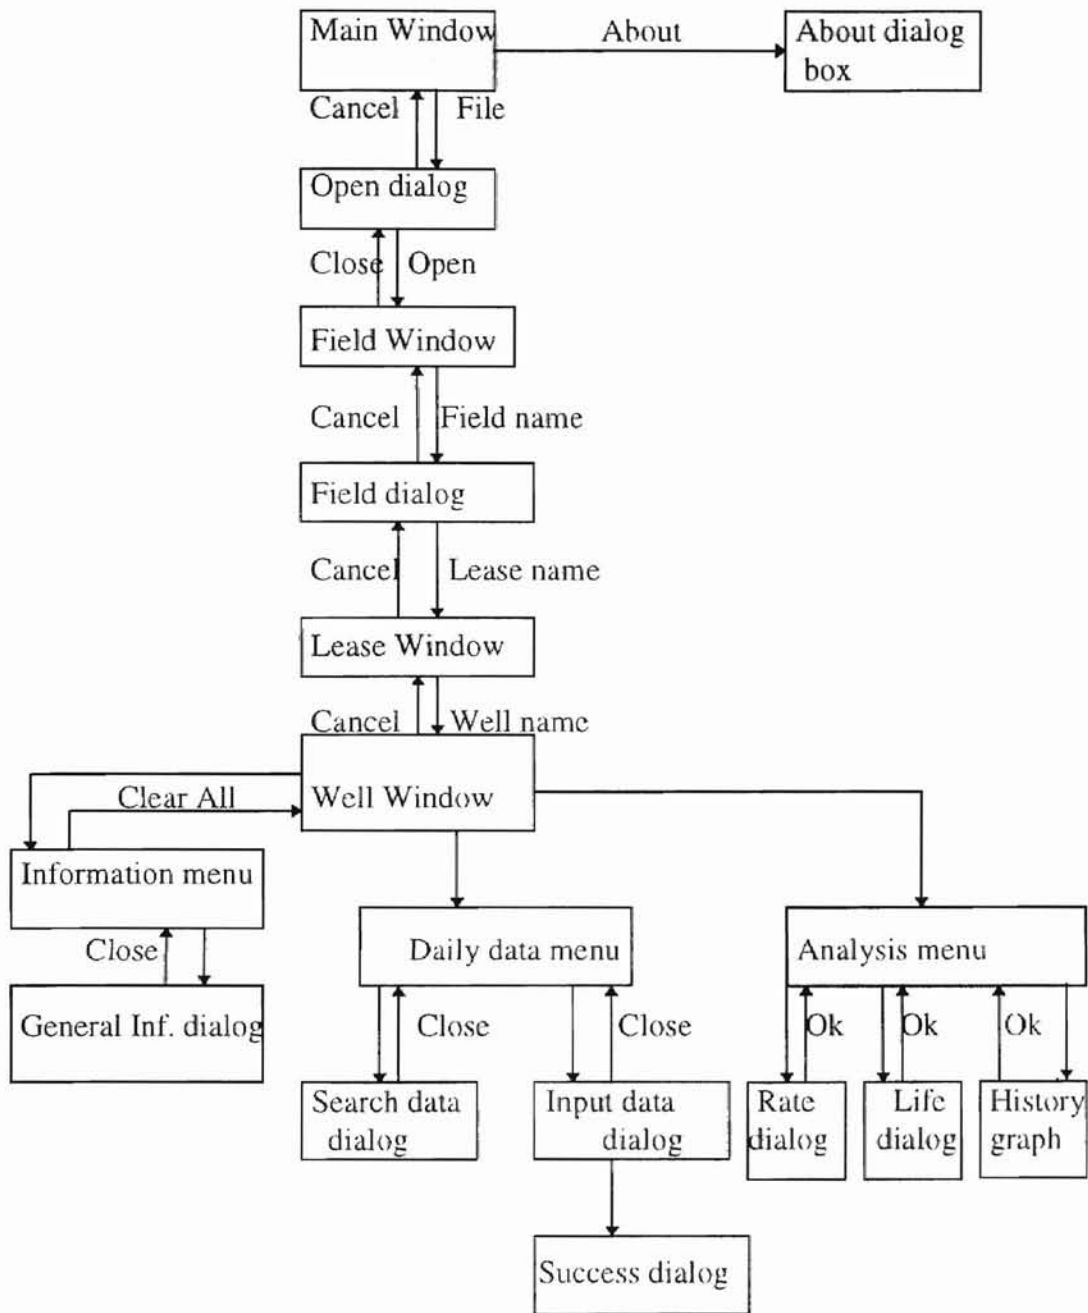 Main Window
About
About dialog
box
Cancel
File
Open dialog
Close
Open
Field Window
Cancel
Field name
Field dialog
Cancel
Lease name
Lease Window
Cancel
Well name
Well Window
Clear All
Information menu
Close
General Inf. dialog
Daily data menu
Close
Close
Search data
dialog
Input data
dialog
Success dialog
Analysis menu
Ok
Ok
Ok
Rate
dialog
Life
dialog
History
graph